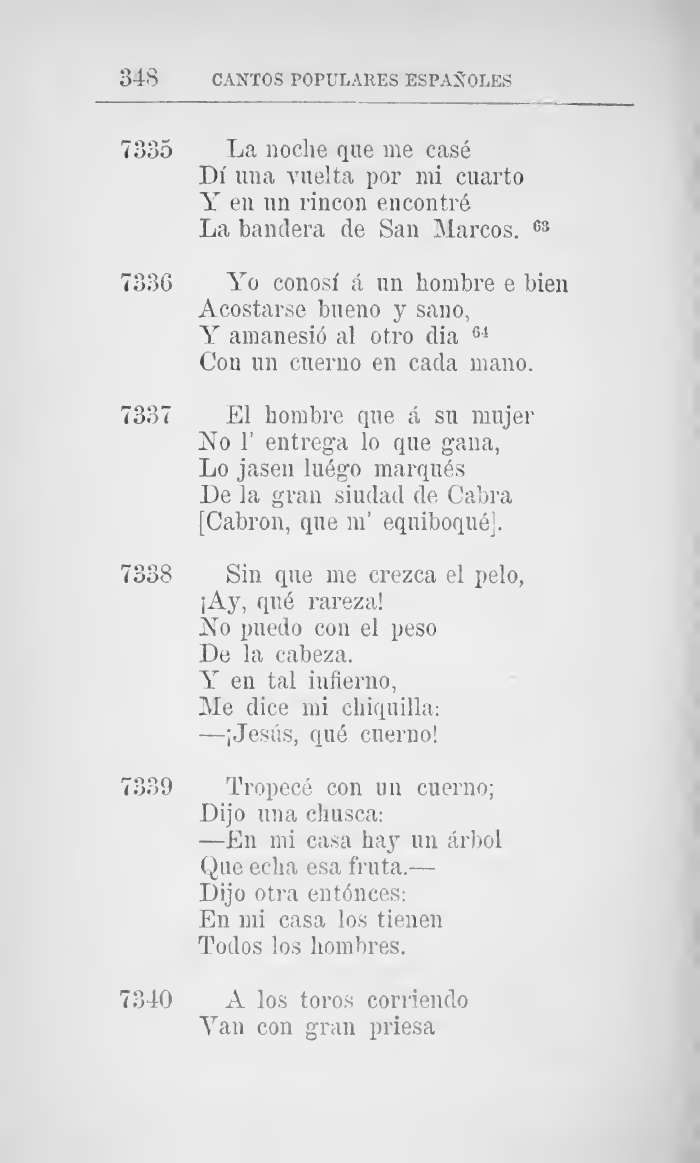 348 CANTOS POPULARES ESPAÑOLES
7335 La noche que me casé
Dí una vuelta por mi cuarto
Y en un rincon encontré
La bandera de San Marcos. 63
7336 Yo conosí á un hombre e bien
Acostarse bueno y sano,
Y amanesió al otro dia 64
Con un cuerno en cada mano.
7337 El hombre que á su mujer
No l' entrega lo que gana,
Lo jasen luégo marqués
De la gran siudad de Cabra
[Cabron, que m' equiboqué].
7338 Sin que me crezca el pelo,
¡Ay, qué rareza!
No puedo con el peso
De la cabeza.
Y en tal infierno,
Me dice mi chiquilla:
—¡Jesús, qué cuerno!
7339 Tropecé con un cuerno;
Dijo una chusca:
—En mi casa hay un árbol
Que echa esa fruta.—
Dijo otra entónces:
En mi casa los tienen
Todos los hombres.
7340 A los toros corriendo
Van con gran priesa